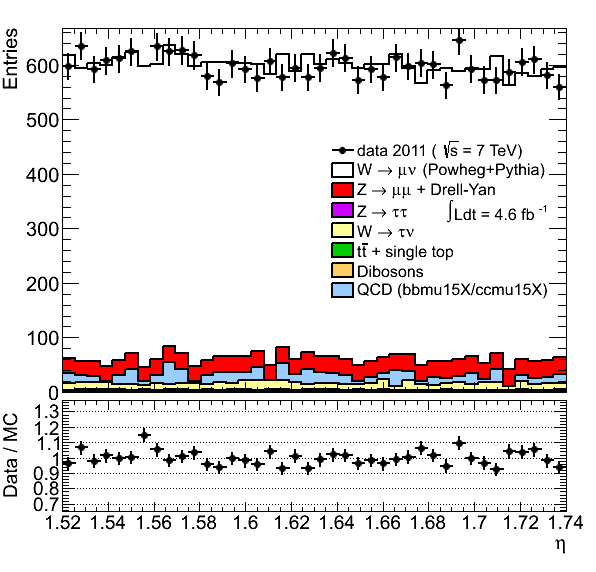 Entries
600
500
400
300
200
100
0
data 2011 ( √s = 7 TeV)
W → μν (Powheg+Pythia)
Z → μμ + Drell-Yan
Z → ττ
∫Ldt = 4.6 fb⁻¹
W → τν
tt̅ + single top
Dibosons
QCD (bbmu15X/ccmu15X)
Data / MC
1.3
1.2
1.1
1
0.9
0.8
0.7
1.52 1.54 1.56 1.58 1.6 1.62 1.64 1.66 1.68 1.7 1.72 1.74
η